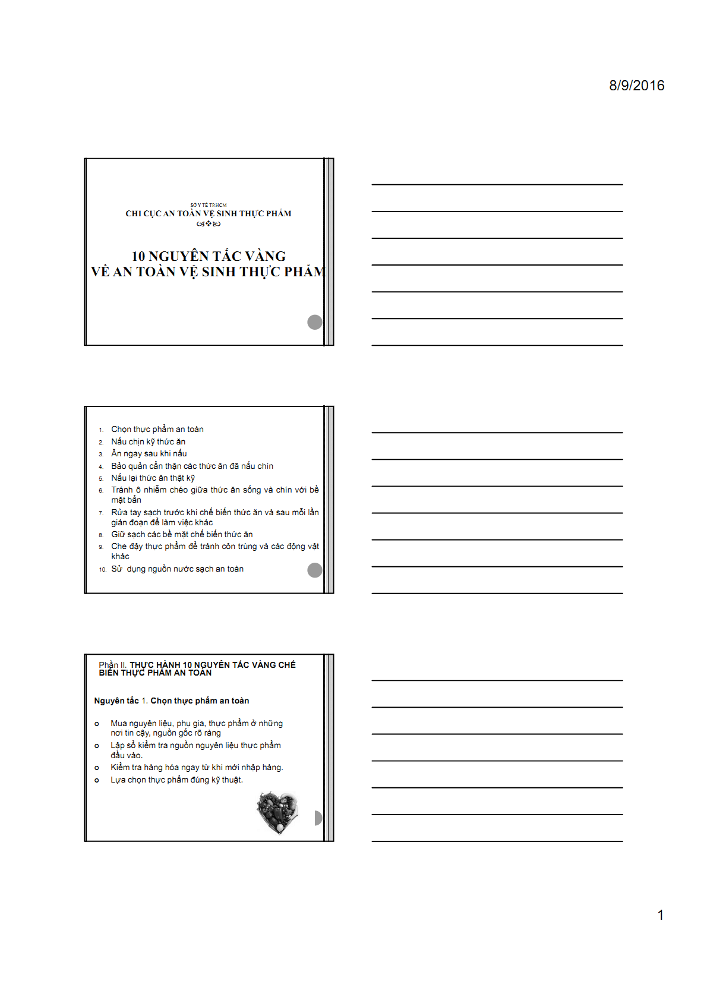 8/9/2016
SỞ Y TẾ TP.HCM
CHI CỤC AN TOÀN VỆ SINH THỰC PHẨM
10 NGUYÊN TẮC VÀNG
VỀ AN TOÀN VỆ SINH THỰC PHẨM
1. Chọn thực phẩm an toàn
2. Nấu chịn kỹ thức ăn
3. Ăn ngay sau khi nấu
4. Bảo quản cẩn thận các thức ăn đã nấu chín
5. Nấu lại thức ăn thật kỹ
6. Tránh ô nhiễm chéo giữa thức ăn sống và chín với bề
mặt bẩn
7. Rửa tay sạch trước khi chế biến thức ăn và sau mỗi lần
gián đoạn để làm việc khác
8. Giữ sạch các bề mặt chế biến thức ăn
9. Che đậy thực phẩm để tránh côn trùng và các động vật
khác
10. Sử dụng nguồn nước sạch an toàn
Phần II. THỰC HÀNH 10 NGUYÊN TẮC VÀNG CHẾ
BIẾN THỰC PHẨM AN TOÀN
Nguyên tắc 1. Chọn thực phẩm an toàn
Mua nguyên liệu, phụ gia, thực phẩm ở những
nơi tin cậy, nguồn gốc rõ ràng
Lập sổ kiểm tra nguồn nguyên liệu thực phẩm
đầu vào.
Kiểm tra hàng hóa ngay từ khi mới nhập hàng.
Lựa chọn thực phẩm đúng kỹ thuật.
1